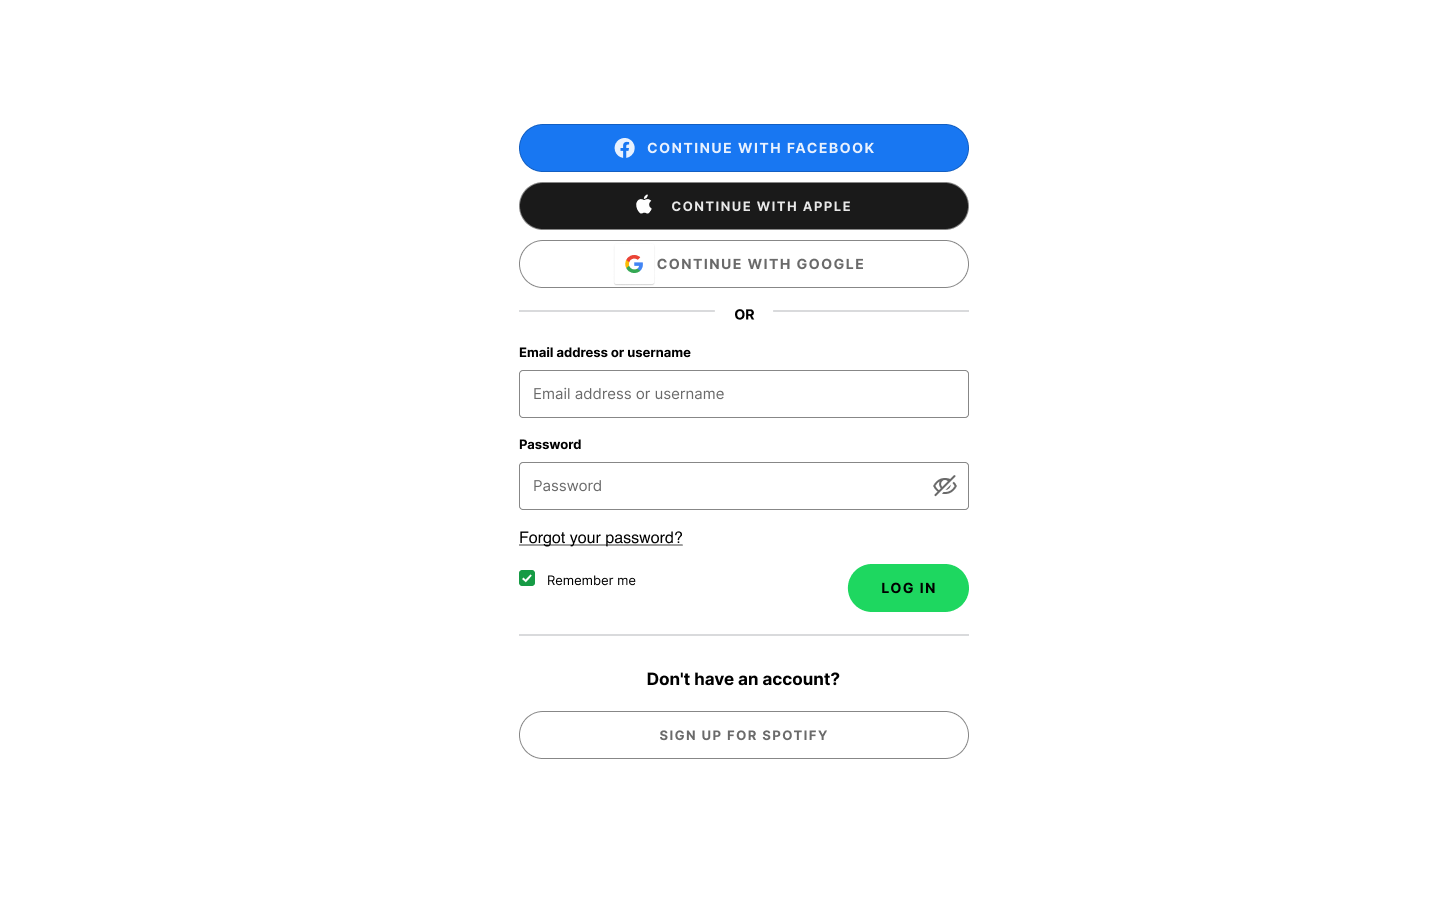 CONTINUE WITH FACEBOOK
CONTINUE WITH APPLE
CONTINUE WITH GOOGLE
OR
Email address or username
Email address or username
Password
Password
Forgot your password?
Remember me
LOG IN
Don't have an account?
SIGN UP FOR SPOTIFY